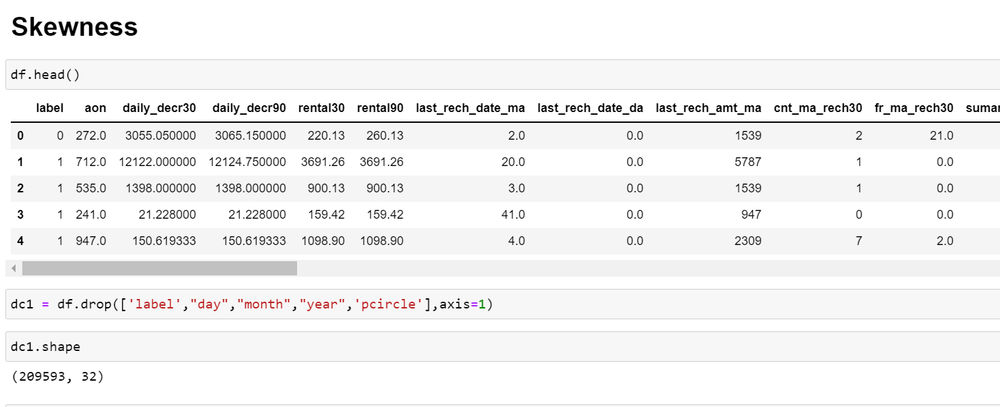 Skewness
df.head()
label aon daily_decr30 daily_decr90 rental30 rental90 last_rech_date_ma last_rech_date_da last_rech_amt_ma cnt_ma_rech30 fr_ma_rech30
0 0 272.0 3055.050000 3065.150000 220.13 260.13 2.0 0.0 1539 2 21.0
1 1 712.0 12122.000000 12124.750000 3691.26 3691.26 20.0 0.0 5787 1 0.0
2 1 535.0 1398.000000 1398.000000 900.13 900.13 3.0 0.0 1539 1 0.0
3 1 241.0 21.228000 21.228000 159.42 159.42 41.0 0.0 947 0 0.0
4 1 947.0 150.619333 150.619333 1098.90 1098.90 4.0 0.0 2309 7 2.0
dc1 = df.drop(['label',"day","month","year",'pcircle'],axis=1)
dc1.shape
(209593, 32)